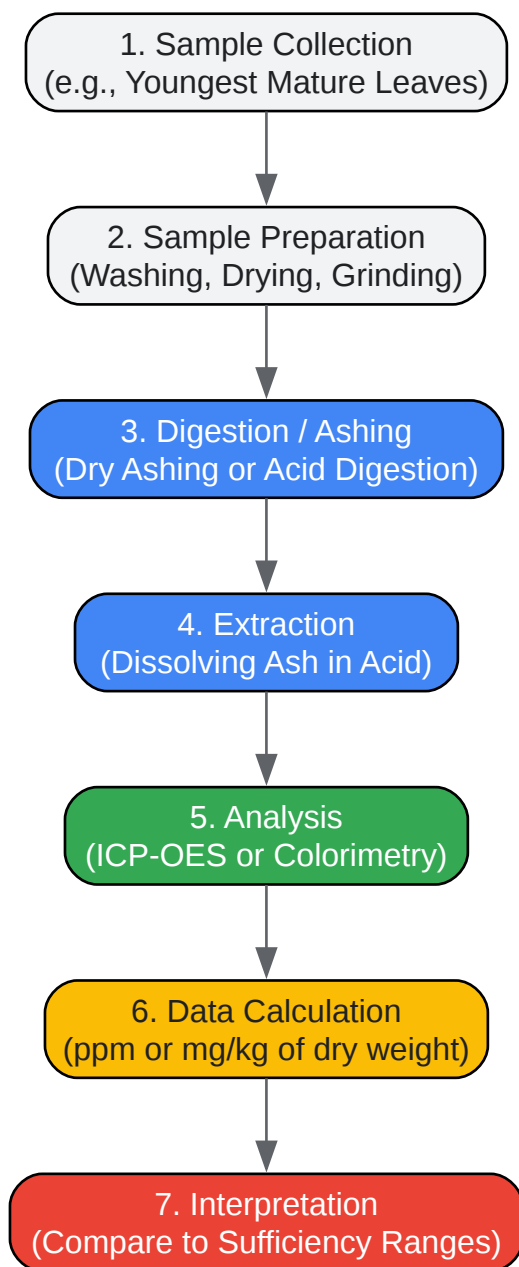 1. Sample Collection
(e.g., Youngest Mature Leaves)
2. Sample Preparation
(Washing, Drying, Grinding)
3. Digestion / Ashing
(Dry Ashing or Acid Digestion)
4. Extraction
(Dissolving Ash in Acid)
5. Analysis
(ICP-OES or Colorimetry)
6. Data Calculation
(ppm or mg/kg of dry weight)
7. Interpretation
(Compare to Sufficiency Ranges)